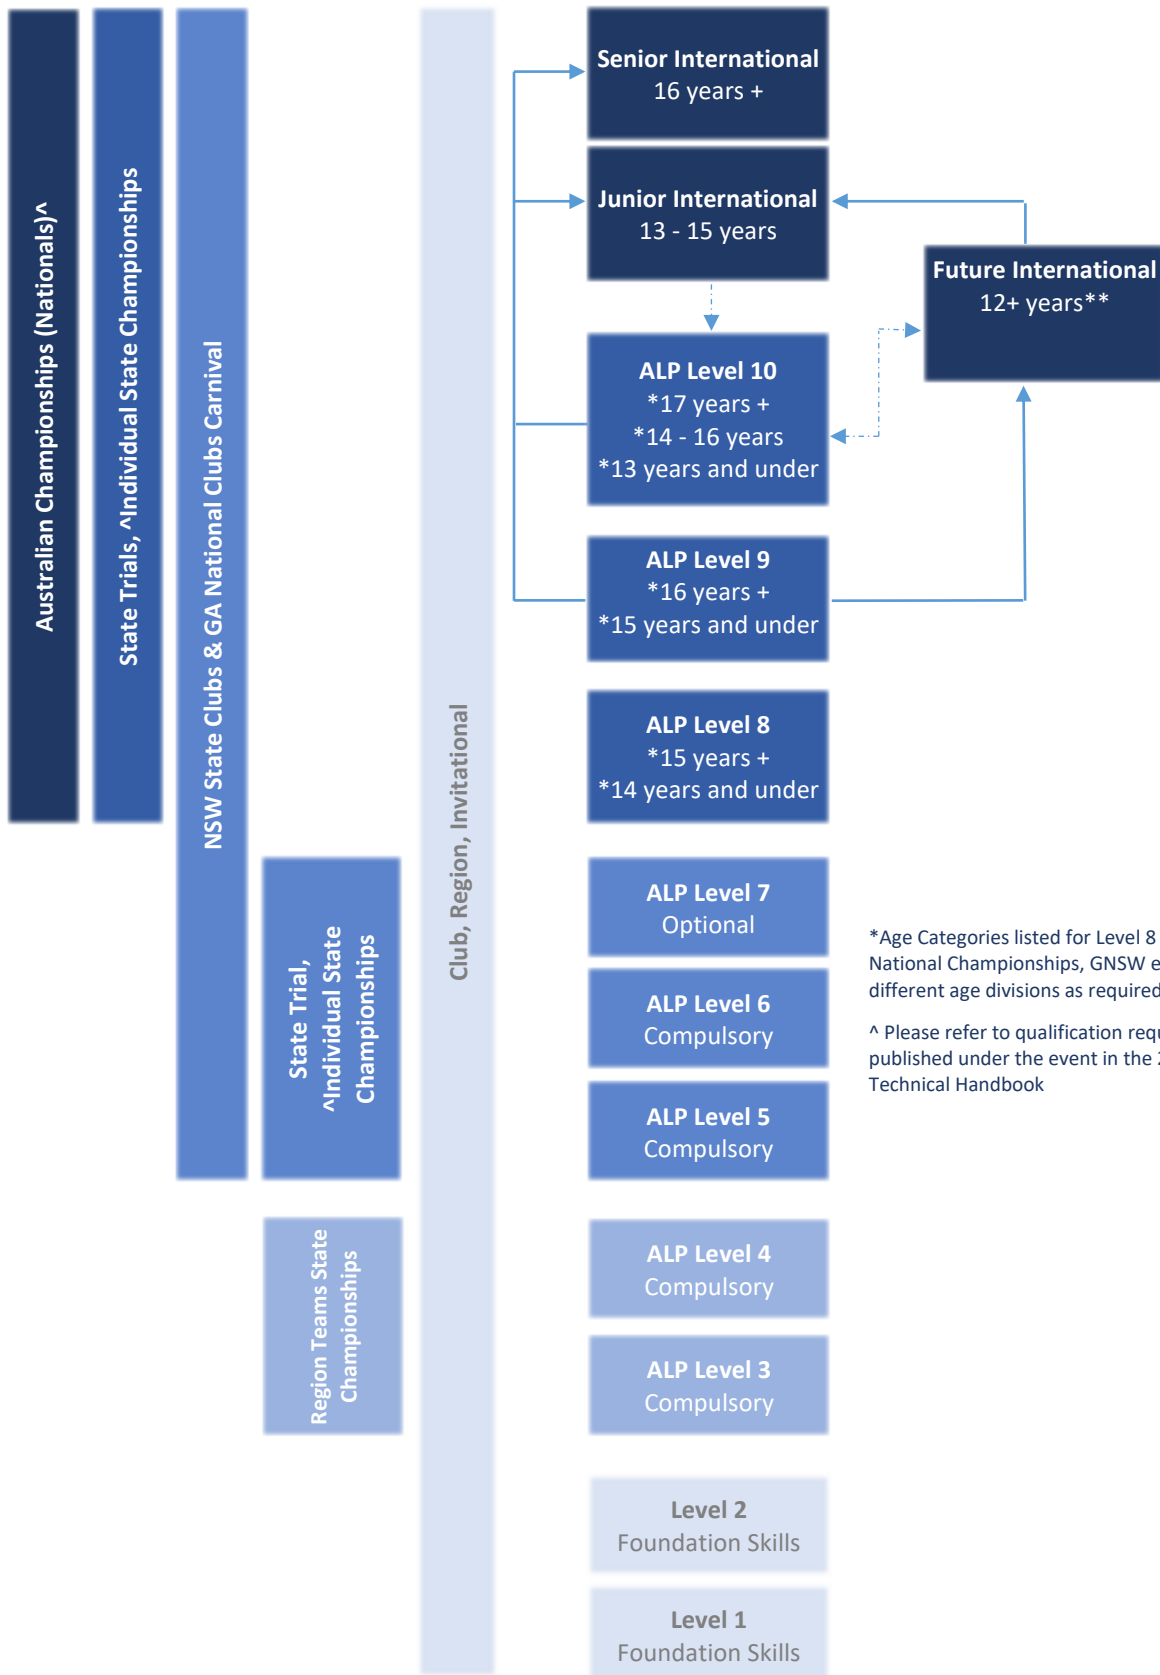 Australian Championships (Nationals)^
State Trials, ^Individual State Championships
NSW State Clubs & GA National Clubs Carnival
State Trial,
^Individual State
Championships
Region Teams State
Championships
Club, Region, Invitational
Senior International
16 years +
Junior International
13 - 15 years
Future International
12+ years**
ALP Level 10
*17 years +
*14 - 16 years
*13 years and under
ALP Level 9
*16 years +
*15 years and under
ALP Level 8
*15 years +
*14 years and under
ALP Level 7
Optional
ALP Level 6
Compulsory
ALP Level 5
Compulsory
ALP Level 4
Compulsory
ALP Level 3
Compulsory
Level 2
Foundation Skills
Level 1
Foundation Skills
*Age Categories listed for Level 8
National Championships, GNSW
different age divisions as required
^ Please refer to qualification
published under the event in the
Technical Handbook